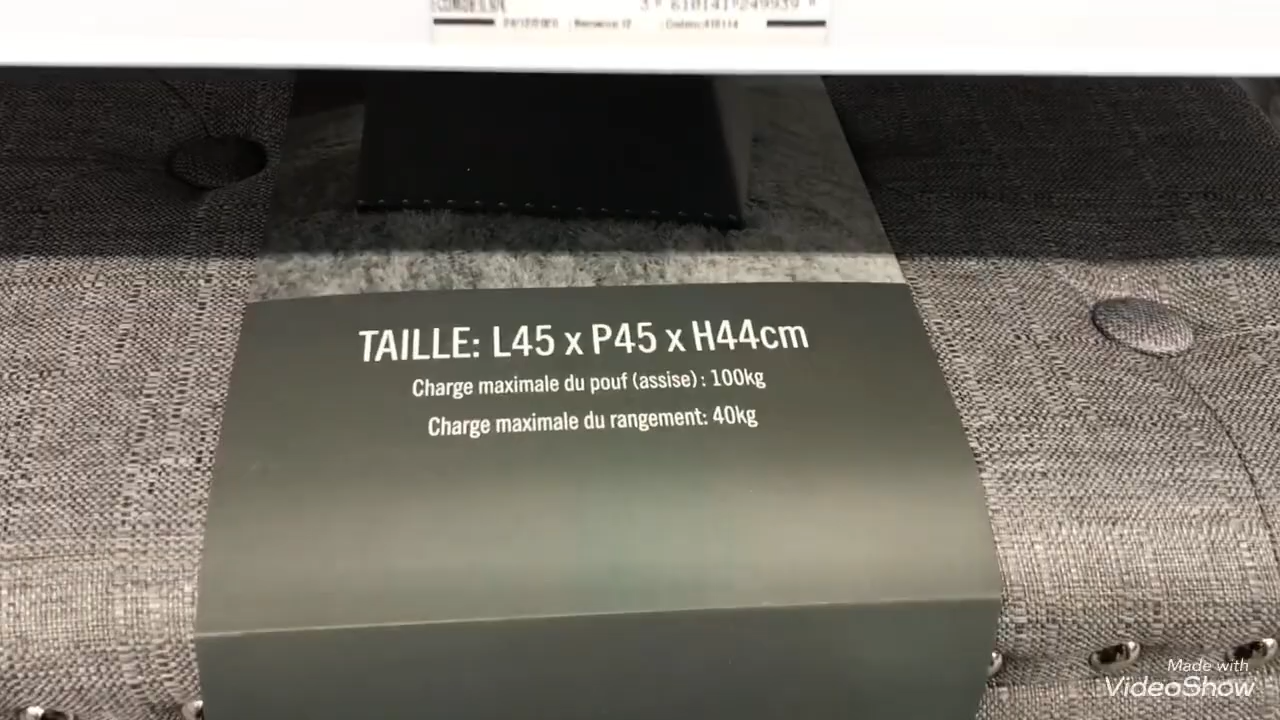 TAILLE: L45 x P45 x H44cm
Charge maximale du pouf (assise) : 100kg
Charge maximale du rangement: 40kg
Made with
VideoShow